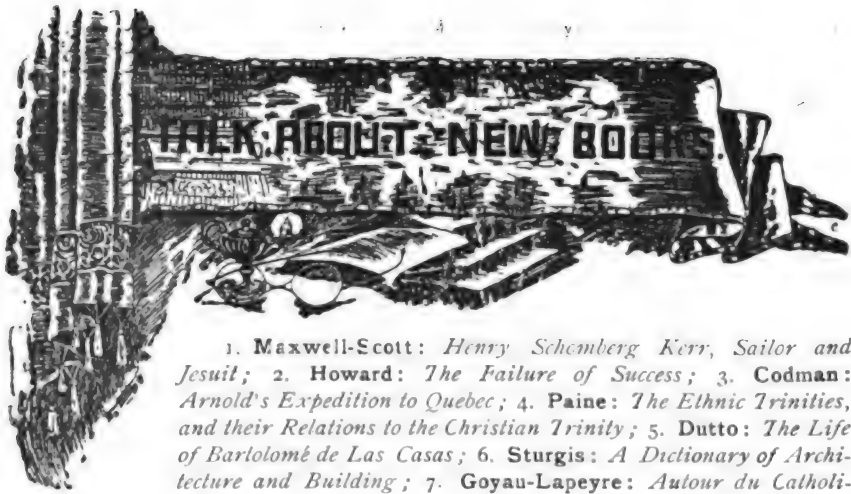 TALK ABOUT NEW BOOKS.
1. Maxwell-Scott: Henry Schomberg Kerr, Sailor and
Jesuit; 2. Howard: The Failure of Success; 3. Codman:
Arnold's Expedition to Quebec; 4. Paine: The Ethnic Trinities,
and their Relations to the Christian Trinity; 5. Dutto: The Life
of Bartolomé de Las Casas; 6. Sturgis: A Dictionary of Archi-
tecture and Building; 7. Goyau-Lapeyre: Autour du Catholi-